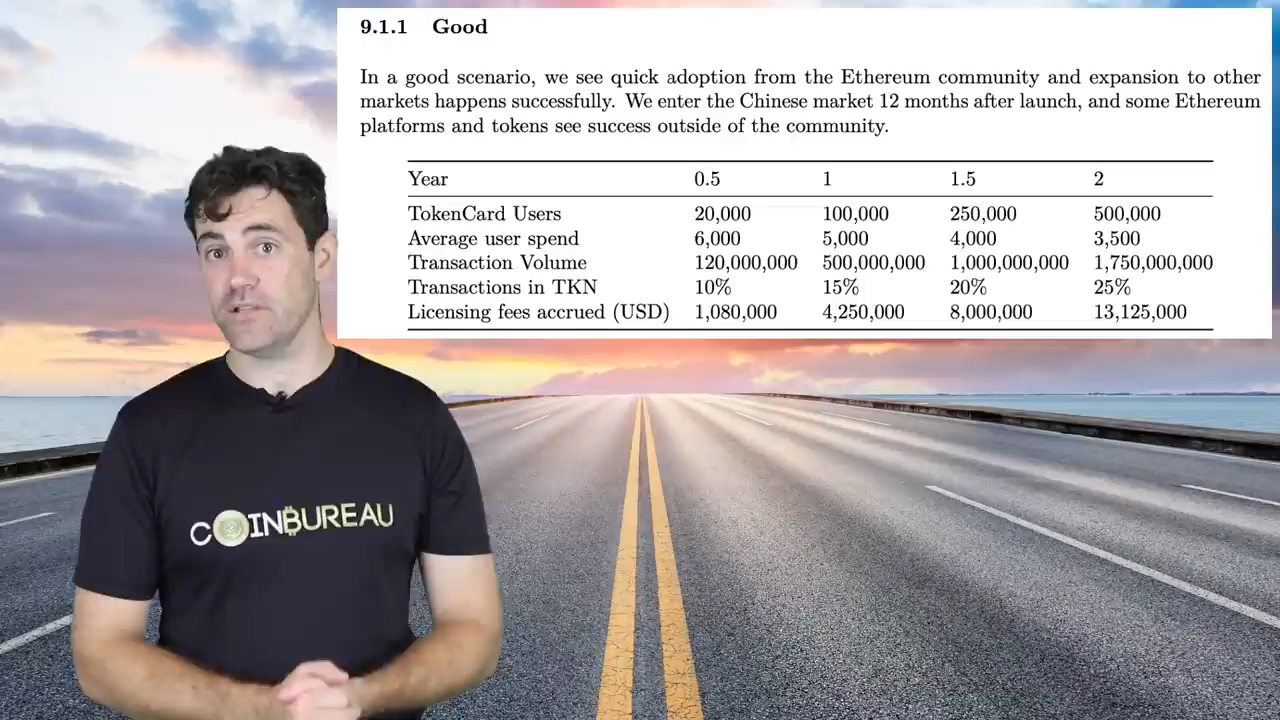 9.1.1 Good
In a good scenario, we see quick adoption from the Ethereum community and expansion to other
markets happens successfully. We enter the Chinese market 12 months after launch, and some Ethereum
platforms and tokens see success outside of the community.
Year 0.5 1 1.5 2
TokenCard Users 20,000 100,000 250,000 500,000
Average user spend 6,000 5,000 4,000 3,500
Transaction Volume 120,000,000 500,000,000 1,000,000,000 1,750,000,000
Transactions in TKN 10% 15% 20% 25%
Licensing fees accrued (USD) 1,080,000 4,250,000 8,000,000 13,125,000
COINBUREAU